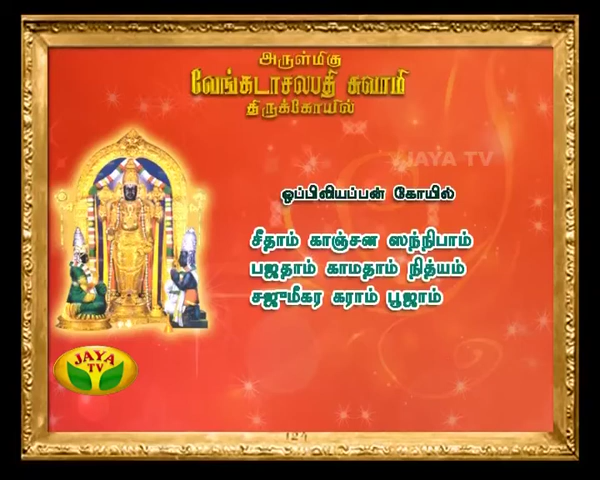 அருள்மிகு
வேங்கடாசலபதி சுவாமி
திருக்கோயில்
JAYA TV
ஒப்பிலியப்பன் கோயில்
சீதாம் காஞ்சன ஸந்நிபாம்
பஜதாம் காமதாம் நித்யம்
சஜுமீகர கராம் பூஜாம்
JAYA
TV